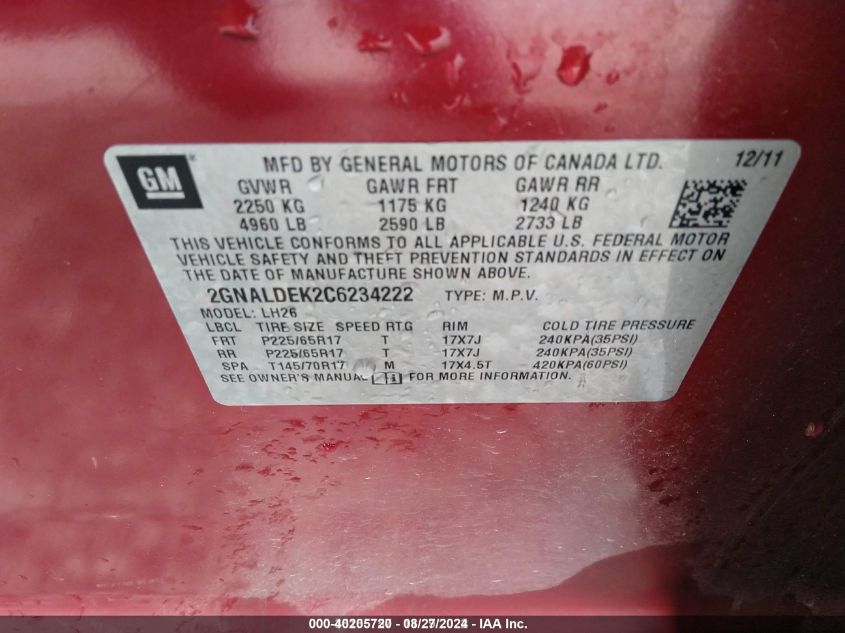 GM
MFD BY GENERAL MOTORS OF CANADA LTD. 12/11
GVWR GAWR FRT GAWR RR
2250 KG 1175 KG 1240 KG
4960 LB 2590 LB 2733 LB
THIS VEHICLE CONFORMS TO ALL APPLICABLE U.S. FEDERAL MOTOR
VEHICLE SAFETY AND THEFT PREVENTION STANDARDS IN EFFECT ON
THE DATE OF MANUFACTURE SHOWN ABOVE.
2GNALDEK2C6234222 TYPE: M.P.V.
MODEL: LH26
LBCL TIRE SIZE SPEED RTG RIM COLD TIRE PRESSURE
FRT P225/65R17 T 17X7J 240KPA(35PSI)
RR P225/65R17 T 17X7J 240KPA(35PSI)
SPA T145/70R17 M 17X4.5T 420KPA(60PSI)
SEE OWNER'S MANUAL FOR MORE INFORMATION.
000-40205720 - 08/27/2024 - IAA Inc.